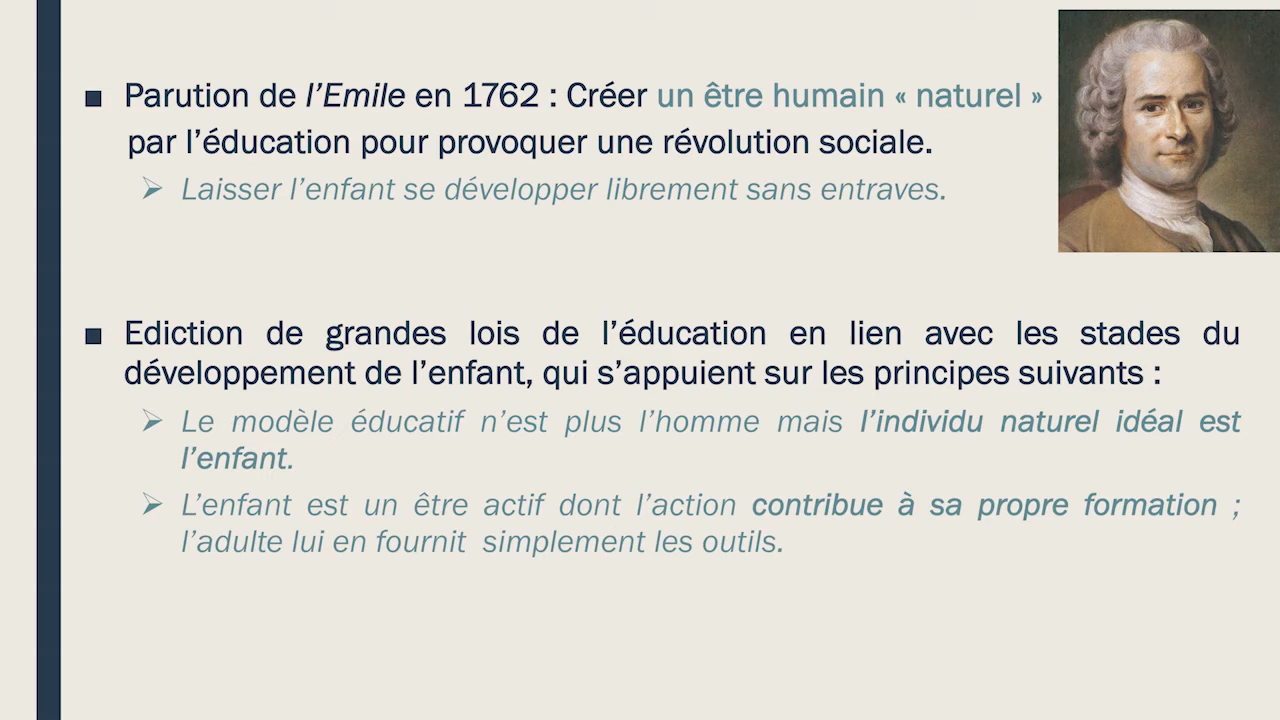 ■ Parution de l’Emile en 1762 : Créer un être humain « naturel »
par l’éducation pour provoquer une révolution sociale.
➢ Laisser l’enfant se développer librement sans entraves.
■ Ediction de grandes lois de l’éducation en lien avec les stades du
développement de l’enfant, qui s’appuient sur les principes suivants :
➢ Le modèle éducatif n’est plus l’homme mais l’individu naturel idéal est
l’enfant.
➢ L’enfant est un être actif dont l’action contribue à sa propre formation ;
l’adulte lui en fournit simplement les outils.